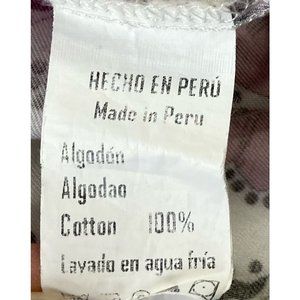 HECHO EN PERÚ
Made in Peru
Algodón
Algodao
Cotton 100%
Lavado en agua fría